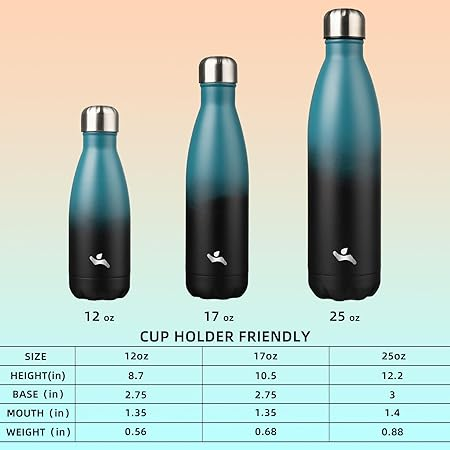 12 oz 17 oz 25 oz
CUP HOLDER FRIENDLY
SIZE 12oz 17oz 25oz
HEIGHT(in) 8.7 10.5 12.2
BASE (in) 2.75 2.75 3
MOUTH (in) 1.35 1.35 1.4
WEIGHT (in) 0.56 0.68 0.88